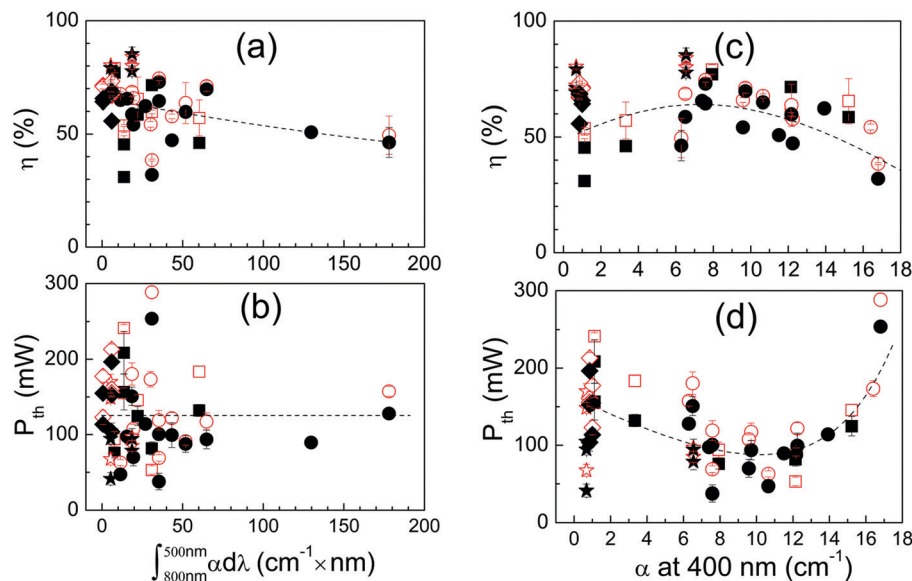 (a)
η (%)
100
50
0
0 50 100 150 200
(c)
η (%)
100
50
0
0 2 4 6 8 10 12 14 16 18
(b)
P_th (mW)
300
200
100
0
0 50 100 150 200
∫_800nm^500nm αdλ (cm⁻¹×nm)
(d)
P_th (mW)
300
200
100
0
0 2 4 6 8 10 12 14 16 18
α at 400 nm (cm⁻¹)